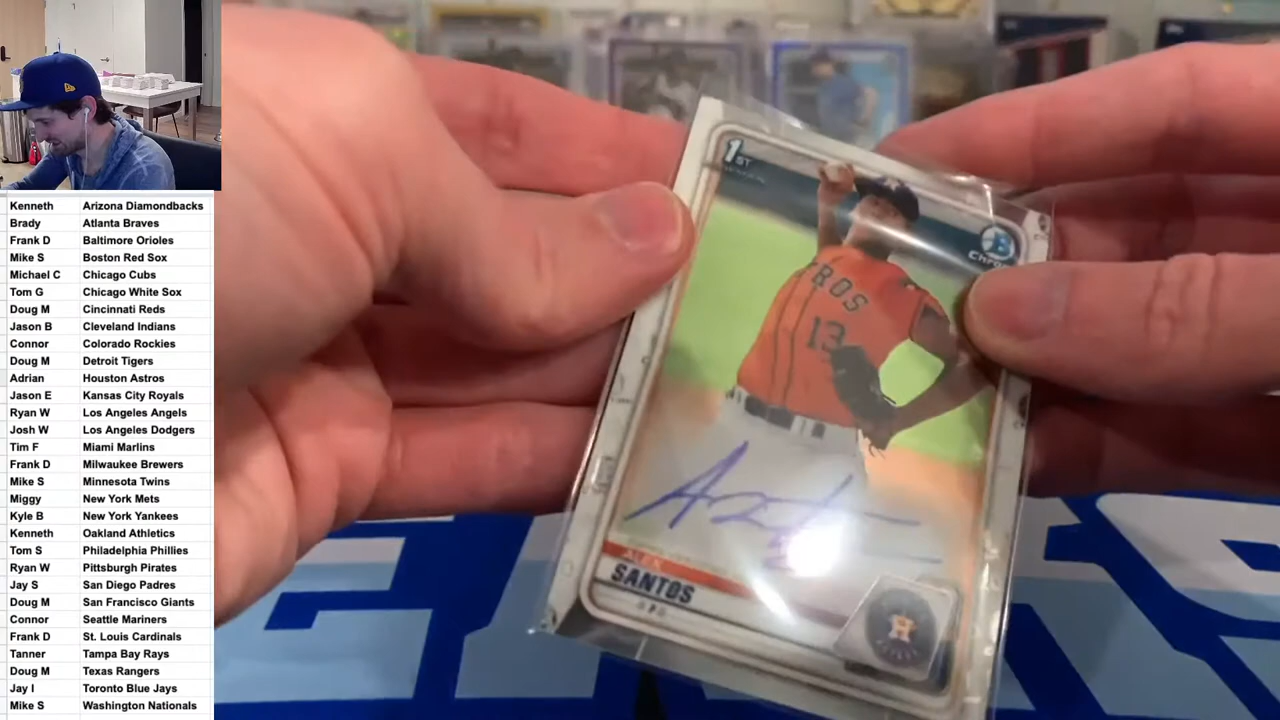 Kenneth Arizona Diamondbacks
Brady Atlanta Braves
Frank D Baltimore Orioles
Mike S Boston Red Sox
Michael C Chicago Cubs
Tom G Chicago White Sox
Doug M Cincinnati Reds
Jason B Cleveland Indians
Connor Colorado Rockies
Doug M Detroit Tigers
Adrian Houston Astros
Jason E Kansas City Royals
Ryan W Los Angeles Angels
Josh W Los Angeles Dodgers
Tim F Miami Marlins
Frank D Milwaukee Brewers
Mike S Minnesota Twins
Miggy New York Mets
Kyle B New York Yankees
Kenneth Oakland Athletics
Tom S Philadelphia Phillies
Ryan W Pittsburgh Pirates
Jay S San Diego Padres
Doug M San Francisco Giants
Connor Seattle Mariners
Frank D St. Louis Cardinals
Tanner Tampa Bay Rays
Doug M Texas Rangers
Jay I Toronto Blue Jays
Mike S Washington Nationals
1ST
B
Chro
ROS
13
ALEX
SANTOS
H